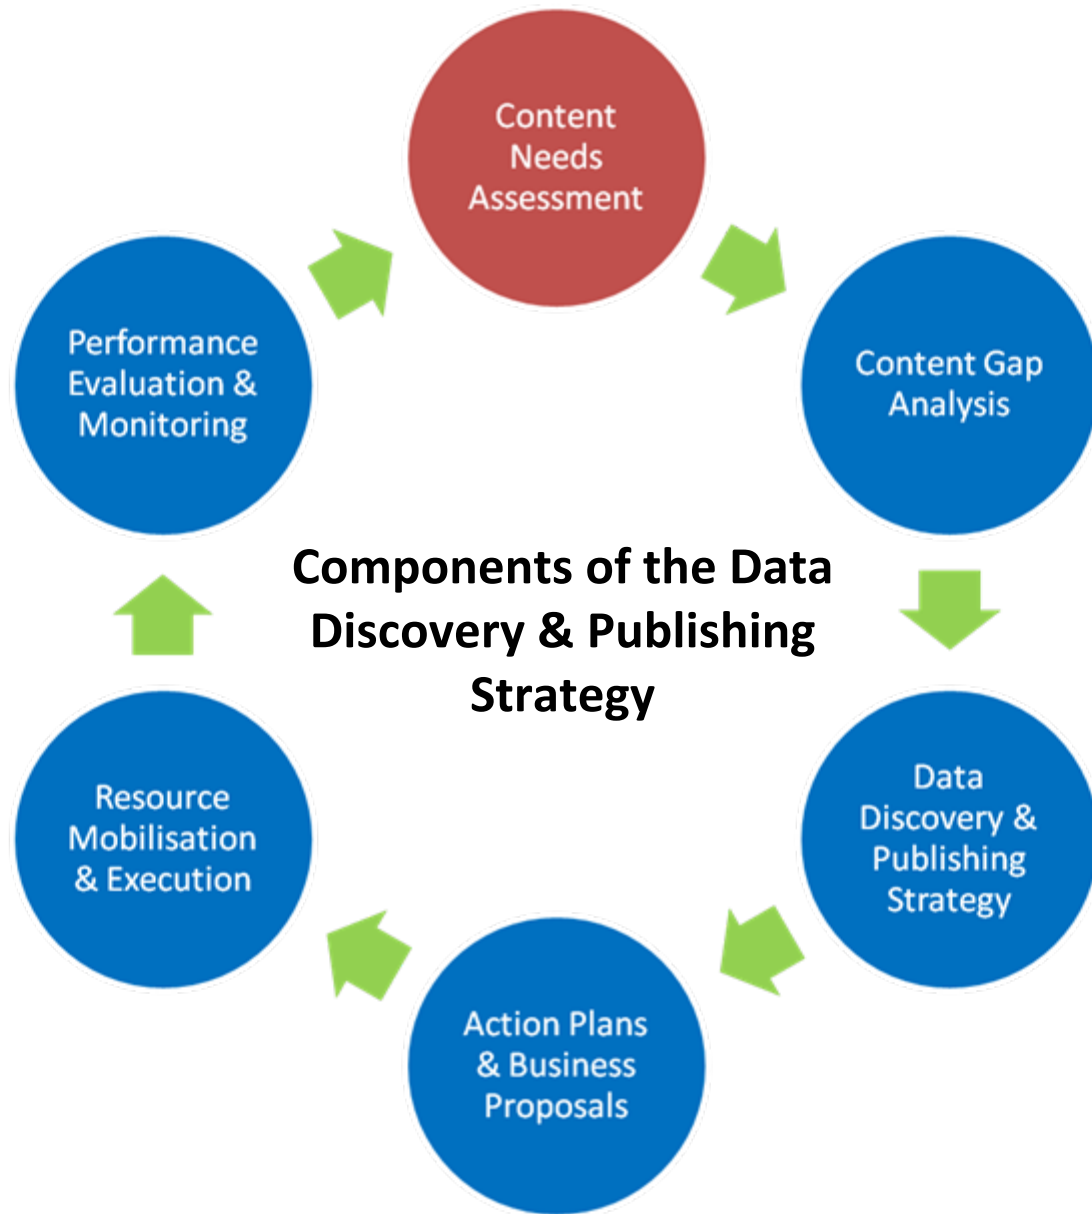 Content
Needs
Assessment
Content Gap
Analysis
Data
Discovery &
Publishing
Strategy
Action Plans
& Business
Proposals
Resource
Mobilisation
& Execution
Performance
Evaluation &
Monitoring
Components of the Data
Discovery & Publishing
Strategy